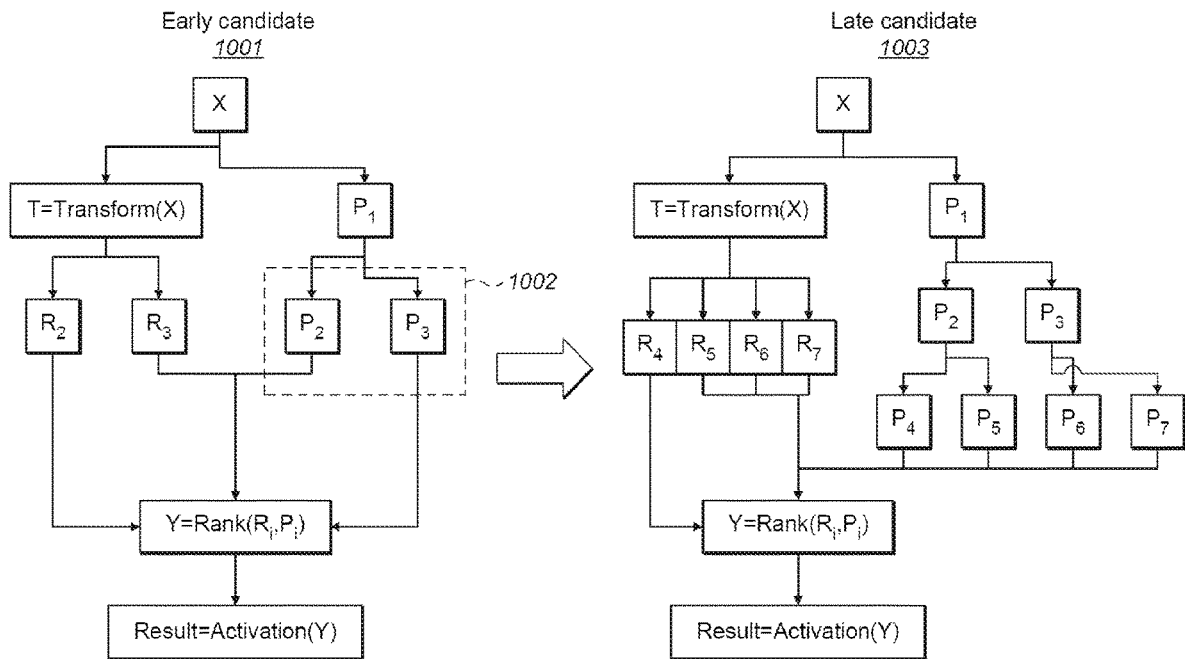 Early candidate
1001
X
T=Transform(X)
P1
1002
R2
R3
P2
P3
Y=Rank(Ri,Pi)
Result=Activation(Y)
Late candidate
1003
X
T=Transform(X)
P1
P2
P3
R4
R5
R6
R7
P4
P5
P6
P7
Y=Rank(Ri,Pi)
Result=Activation(Y)